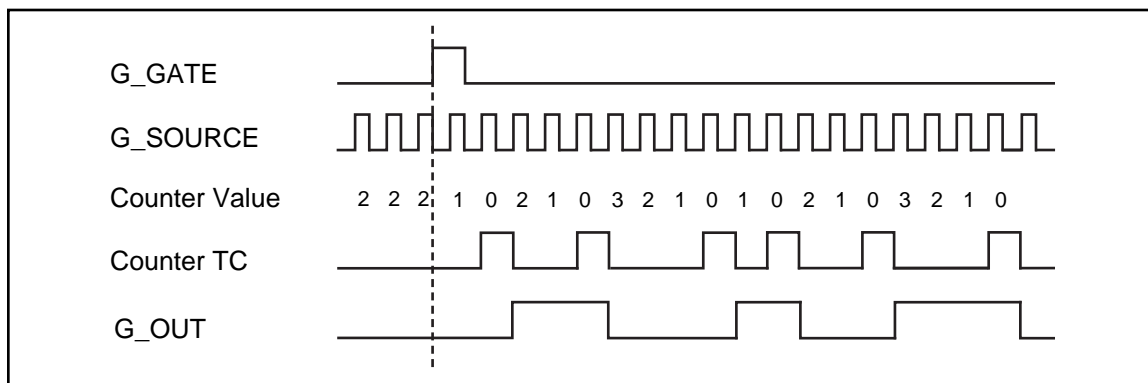 G_GATE
G_SOURCE
Counter Value 2 2 2 1 0 2 1 0 3 2 1 0 1 0 2 1 0 3 2 1 0
Counter TC
G_OUT